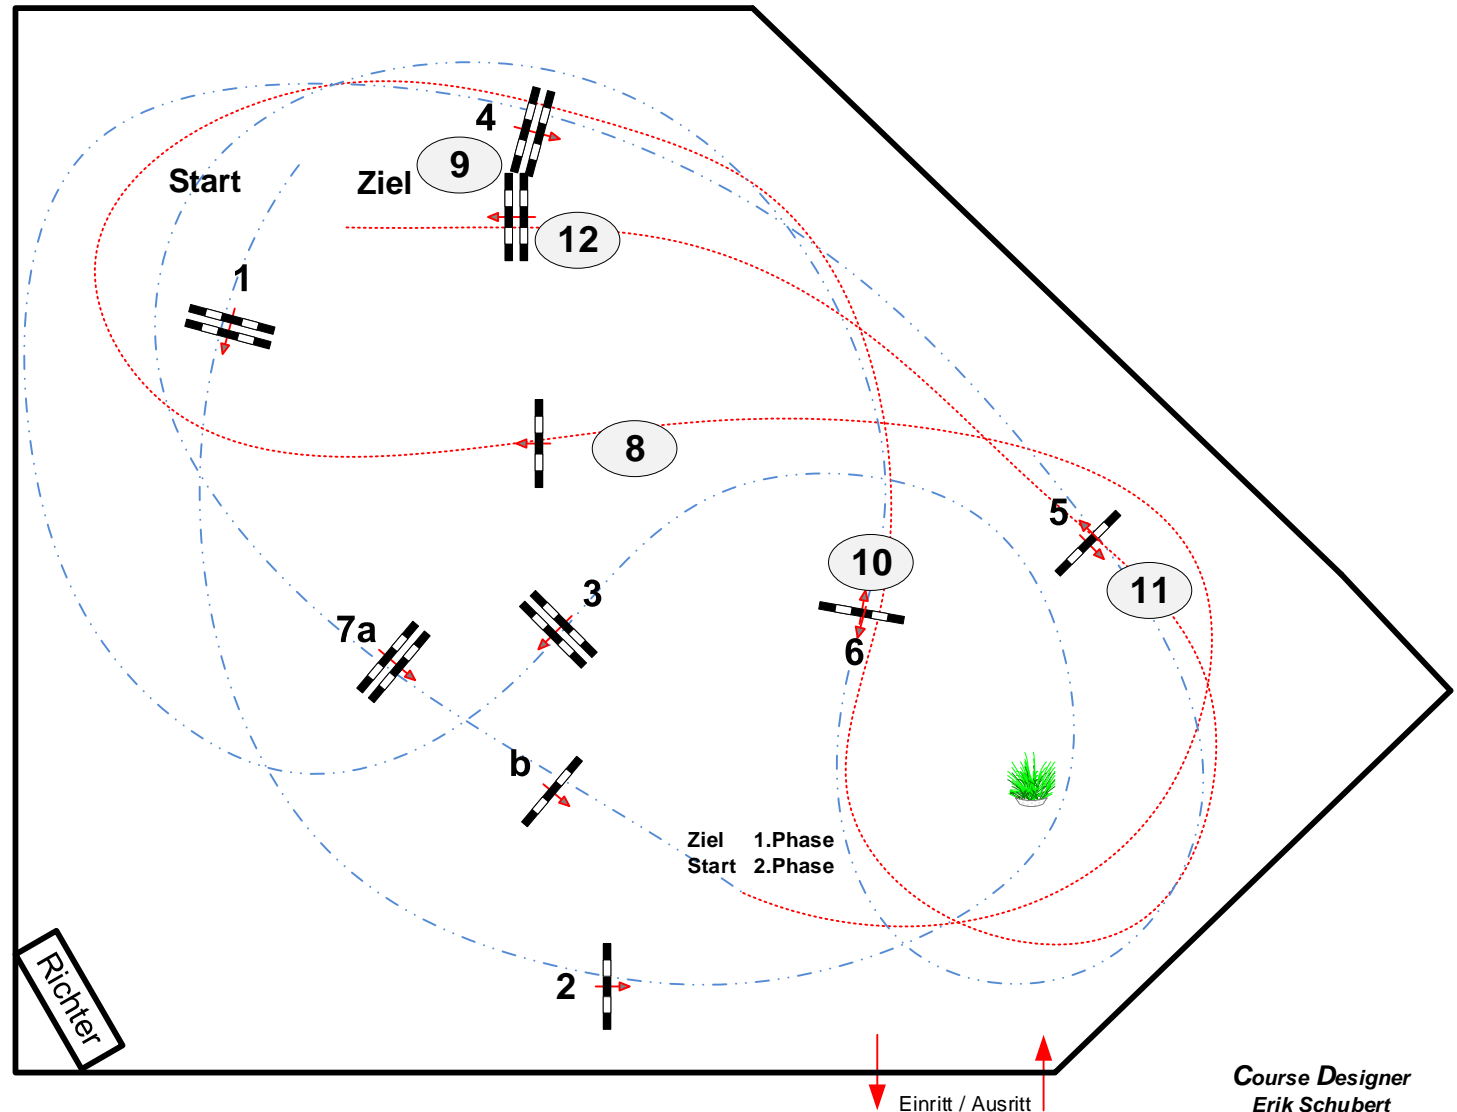 4
9
Start
Ziel
12
1
8
5
10
11
3
7a
6
b
Ziel 1.Phase
Start 2.Phase
2
Richter
Einritt / Ausritt
Course Designer
Erik Schubert